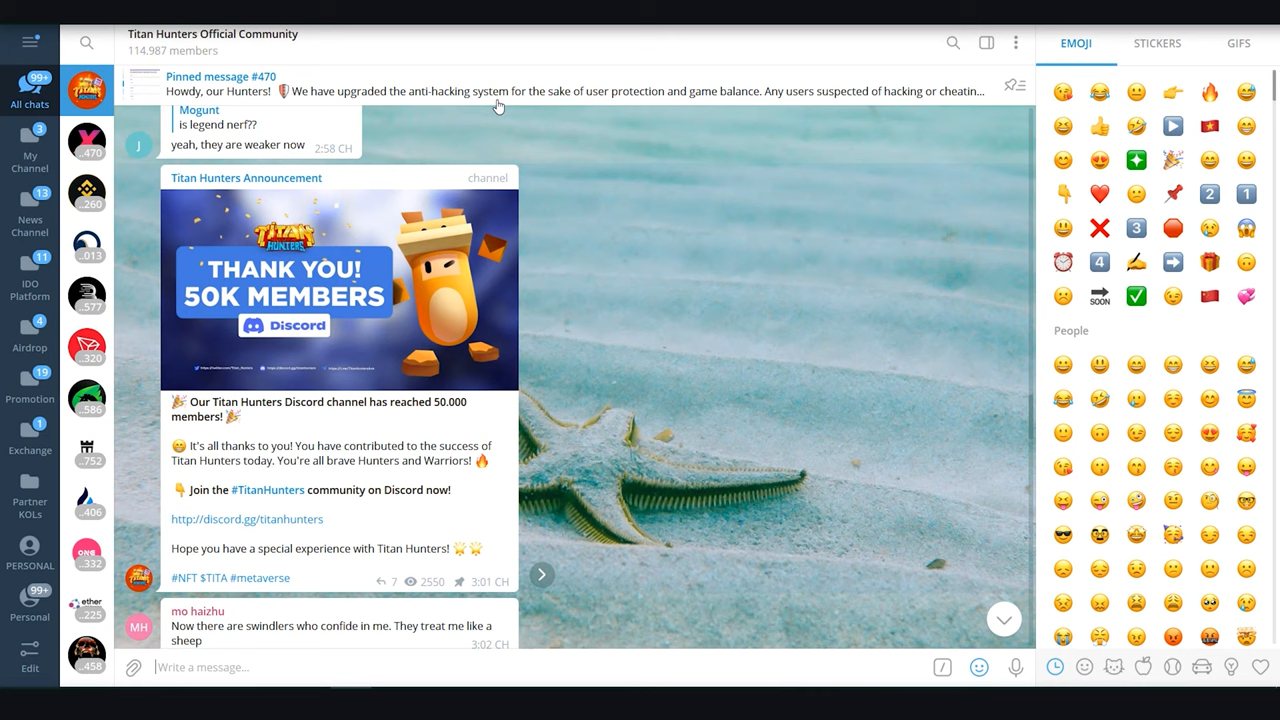 Titan Hunters Official Community
114.987 members
EMOJI
STICKERS
GIFS
Pinned message #470
Howdy, our Hunters! 🛡️We have upgraded the anti-hacking system for the sake of user protection and game balance. Any users suspected of hacking or cheatin...
99+
All chats
3
My
Channel
13
News
Channel
11
IDO
Platform
4
Airdrop
19
Promotion
1
Exchange
Partner
KOLs
PERSONAL
99+
Personal
Edit
..470
..260
..013
..577
..320
..586
..752
..406
ONE
..332
ether
..225
..458
Mogunt
is legend nerf??
J
yeah, they are weaker now
2:58 CH
Titan Hunters Announcement
channel
TITAN
HUNTERS
THANK YOU!
50K MEMBERS
Discord
🎉 Our Titan Hunters Discord channel has reached 50.000
members! 🎉
😄 It's all thanks to you! You have contributed to the success of
Titan Hunters today. You're all brave Hunters and Warriors! 🔥
👇 Join the #TitanHunters community on Discord now!
http://discord.gg/titanhunters
Hope you have a special experience with Titan Hunters! 🌟🌟
#NFT $TITA #metaverse
7
2550
3:01 CH
MH
mo haizhu
Now there are swindlers who confide in me. They treat me like a
sheep
3:02 CH
Write a message...
SOON
People